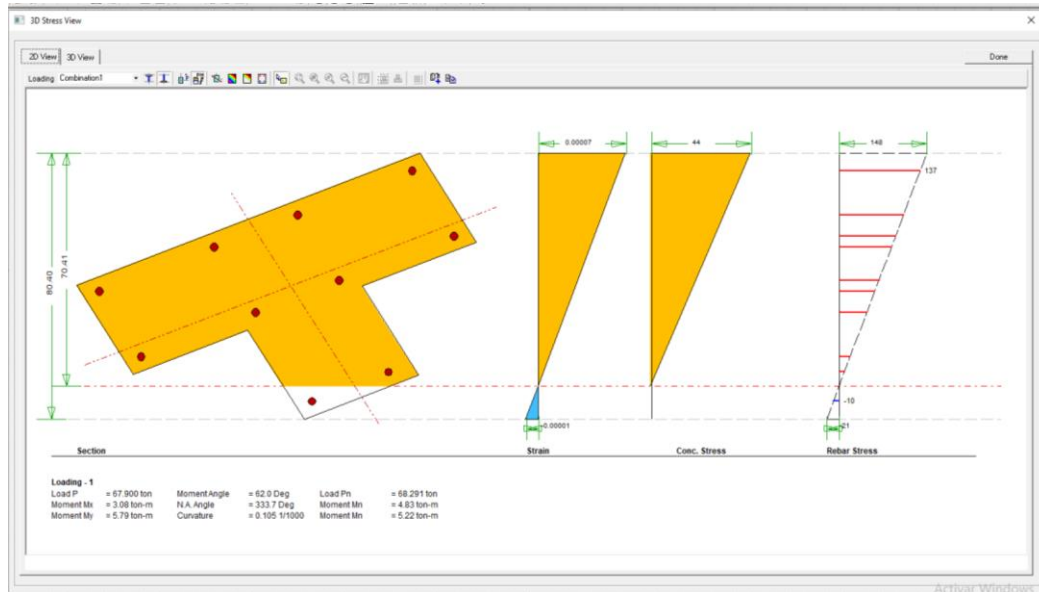 3D Stress View
2D View 3D View Done
Loading Combination1
0.00007 44 148
137
80.40
70.41
-10
-0.00001 -21
Section Strain Conc. Stress Rebar Stress
Loading - 1
Load P = 67.900 ton Moment Angle = 62.0 Deg Load Pn = 68.291 ton
Moment Mx = 3.08 ton-m N.A. Angle = 333.7 Deg Moment Mn = 4.83 ton-m
Moment My = 5.79 ton-m Curvature = 0.105 1/1000 Moment Mn = 5.22 ton-m
Activar Windows